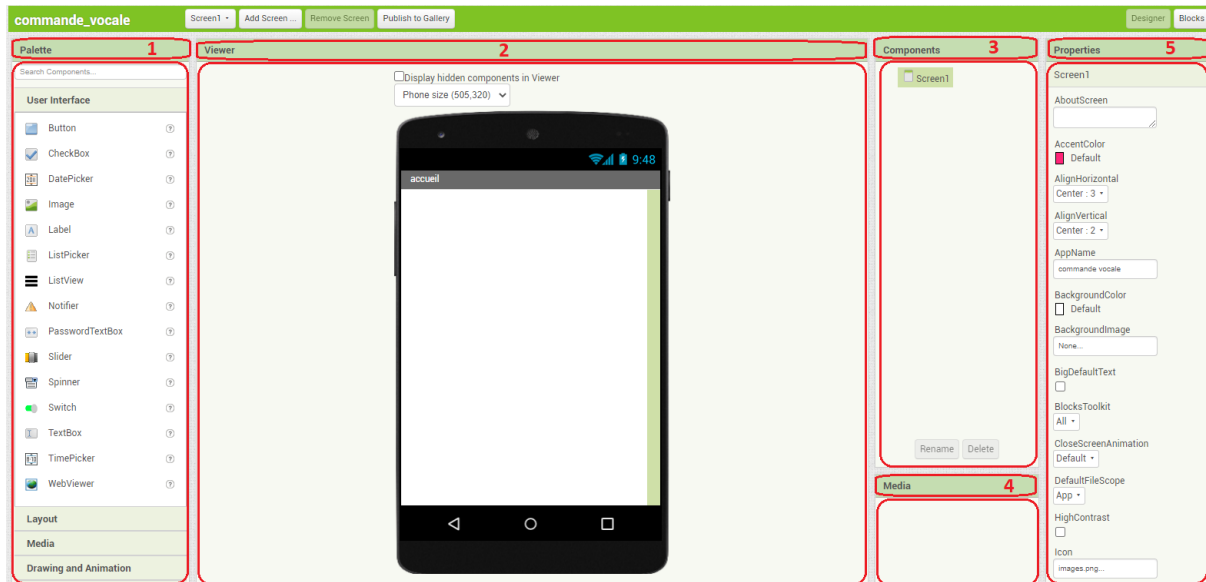 commande_vocale
Screen1
Add Screen ...
Remove Screen
Publish to Gallery
Designer
Blocks
Palette
1
Search Components...
User Interface
Button
CheckBox
DatePicker
Image
Label
ListPicker
ListView
Notifier
PasswordTextBox
Slider
Spinner
Switch
TextBox
TimePicker
WebViewer
Layout
Media
Drawing and Animation
Viewer
2
Display hidden components in Viewer
Phone size (505,320)
9:48
accueil
Components
3
Screen1
Rename
Delete
Media
4
Properties
5
Screen1
AboutScreen
AccentColor
Default
AlignHorizontal
Center : 3
AlignVertical
Center : 2
AppName
commande vocale
BackgroundColor
Default
BackgroundImage
None...
BigDefaultText
BlocksToolkit
All
CloseScreenAnimation
Default
DefaultFileScope
App
HighContrast
Icon
images.png...